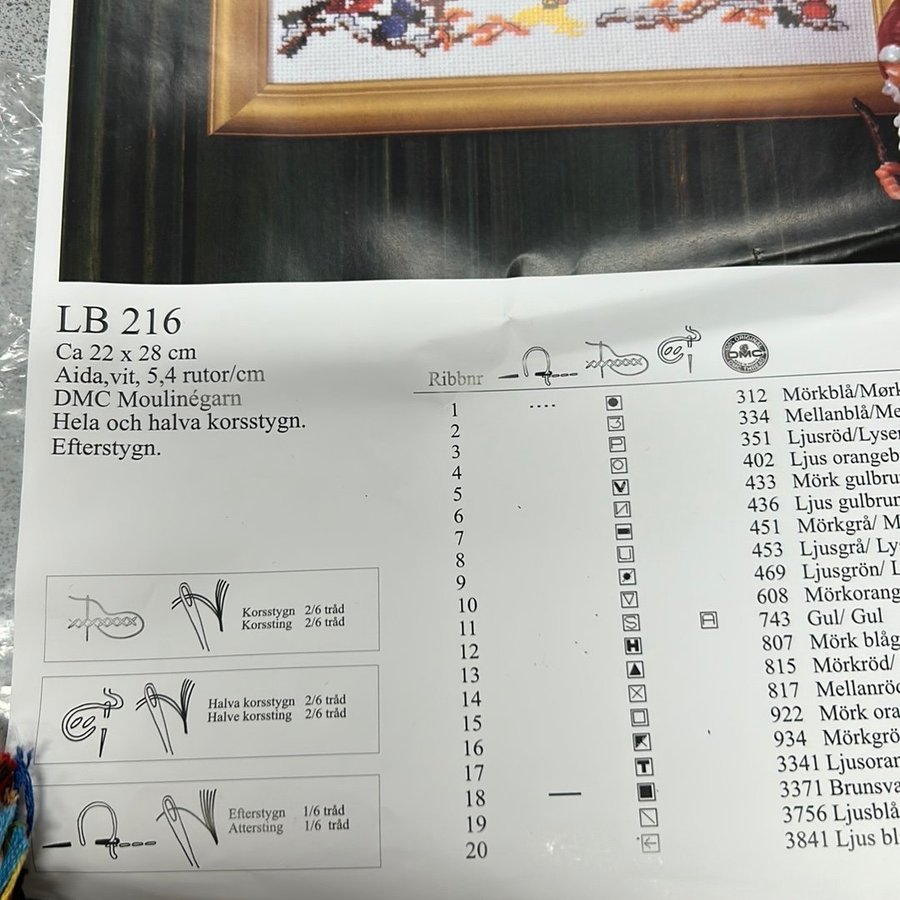 LB 216
Ca 22 x 28 cm
Aida,vit, 5,4 rutor/cm
DMC Moulinégarn
Hela och halva korsstygn.
Efterstygn.
Korsstygn 2/6 tråd
Korssting 2/6 tråd
Halva korsstygn 2/6 tråd
Halve korssting 2/6 tråd
Efterstygn 1/6 tråd
Attersting 1/6 tråd
Ribbnr DMC
1 312 Mörkblå/Mørk
2 334 Mellanblå/Me
3 351 Ljusröd/Lyser
4 402 Ljus orangeb
5 433 Mörk gulbru
6 436 Ljus gulbrun
7 451 Mörkgrå/ M
8 453 Ljusgrå/ Ly
9 469 Ljusgrön/ L
10 608 Mörkorang
11 743 Gul/ Gul
12 807 Mörk blåg
13 815 Mörkröd/
14 817 Mellanröd
15 922 Mörk ora
16 934 Mörkgrö
17 3341 Ljusoran
18 3371 Brunsva
19 3756 Ljusblå
20 3841 Ljus bl